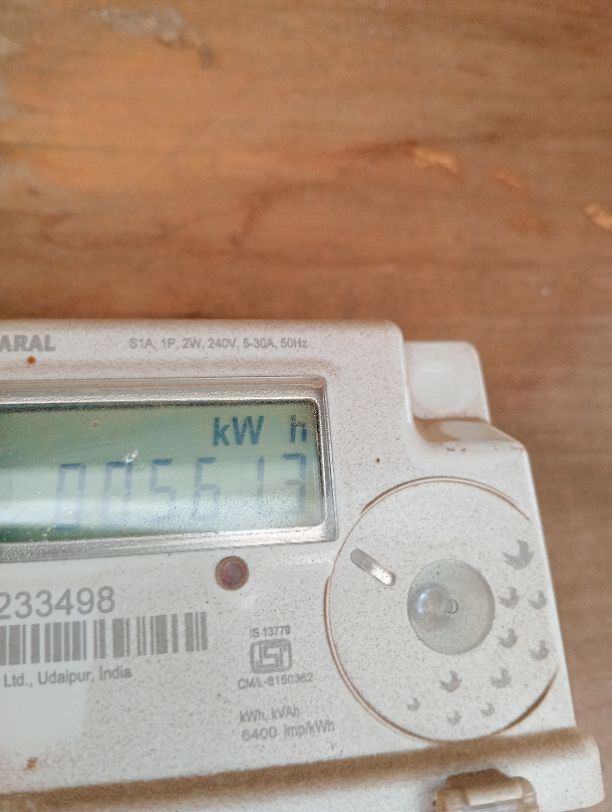 ARAL
S1A, 1P, 2W, 240V, 5-30A, 50Hz
kW h
005613
233498
Ltd., Udaipur, India
IS 13779
ISI
CM/L-8150362
kWh, kVAh
6400 imp/kWh